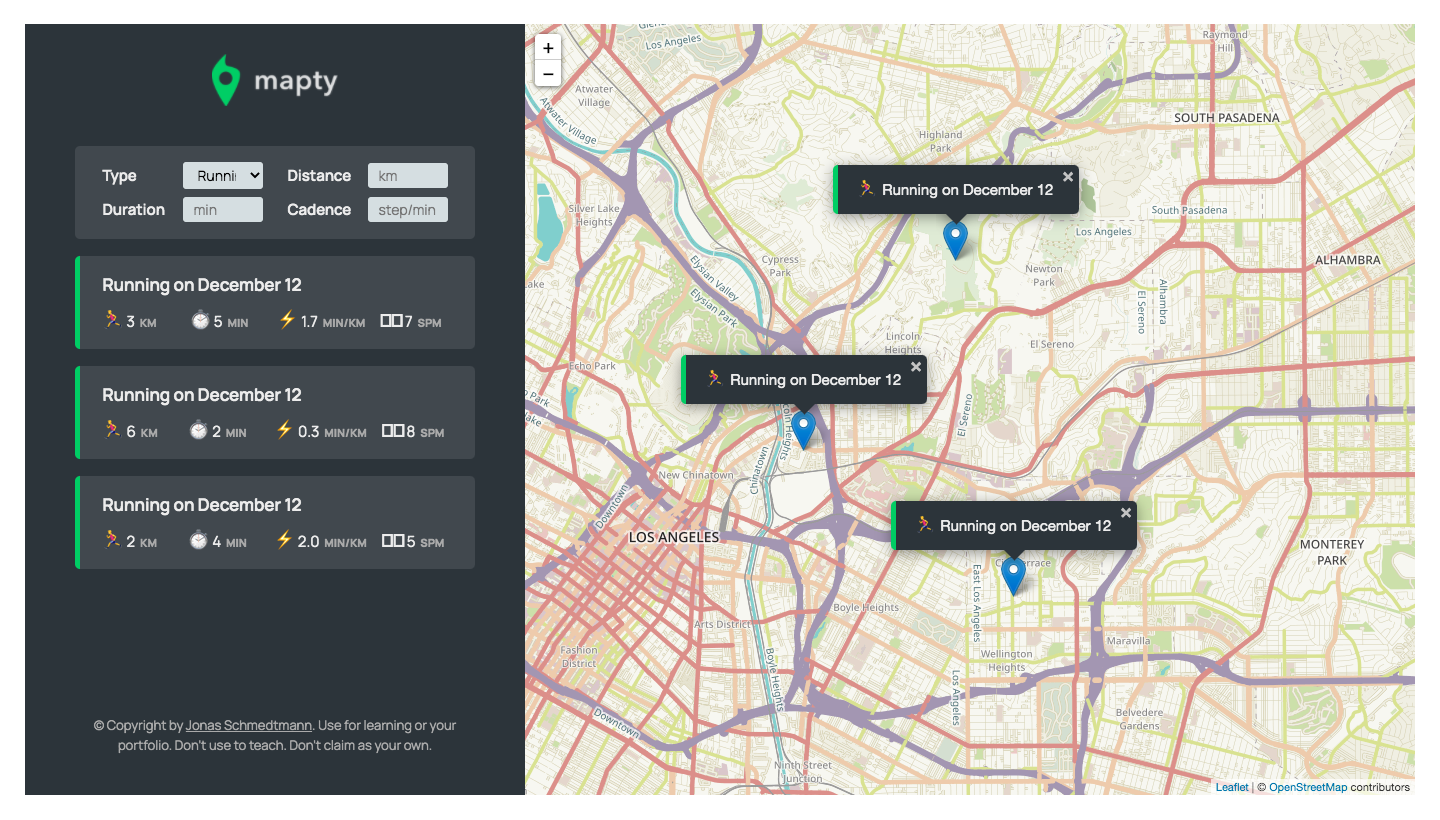 mapty
Type Runni Distance km
Duration min Cadence step/min
Running on December 12
3 KM 5 MIN 1.7 MIN/KM 7 SPM
Running on December 12
6 KM 2 MIN 0.3 MIN/KM 8 SPM
Running on December 12
2 KM 4 MIN 2.0 MIN/KM 5 SPM
© Copyright by Jonas Schmedtmann. Use for learning or your
portfolio. Don't use to teach. Don't claim as your own.
+
−
Los Angeles
Raymond
Hill
Atwater
Village
Atwater Village
SOUTH PASADENA
Highland
Park
Running on December 12 ×
Silver Lake
Heights
South Pasadena
Los Angeles
Cypress
Park
Elysian Valley
Newton
Park
ALHAMBRA
Lake
Elysian Park
El Sereno
Alhambra
Lincoln
Heights
El Sereno
Echo Park
Running on December 12 ×
El Sereno
New Chinatown
Chinatown
Downtown
Running on December 12 ×
LOS ANGELES
MONTEREY
PARK
East Los Angeles
Boyle Heights
Arts District
Maravilla
Fashion
District
Wellington
Heights
Boyle Heights
Los Angeles
Downtown
Belvedere
Gardens
Ninth Street
Junction
Leaflet | © OpenStreetMap contributors